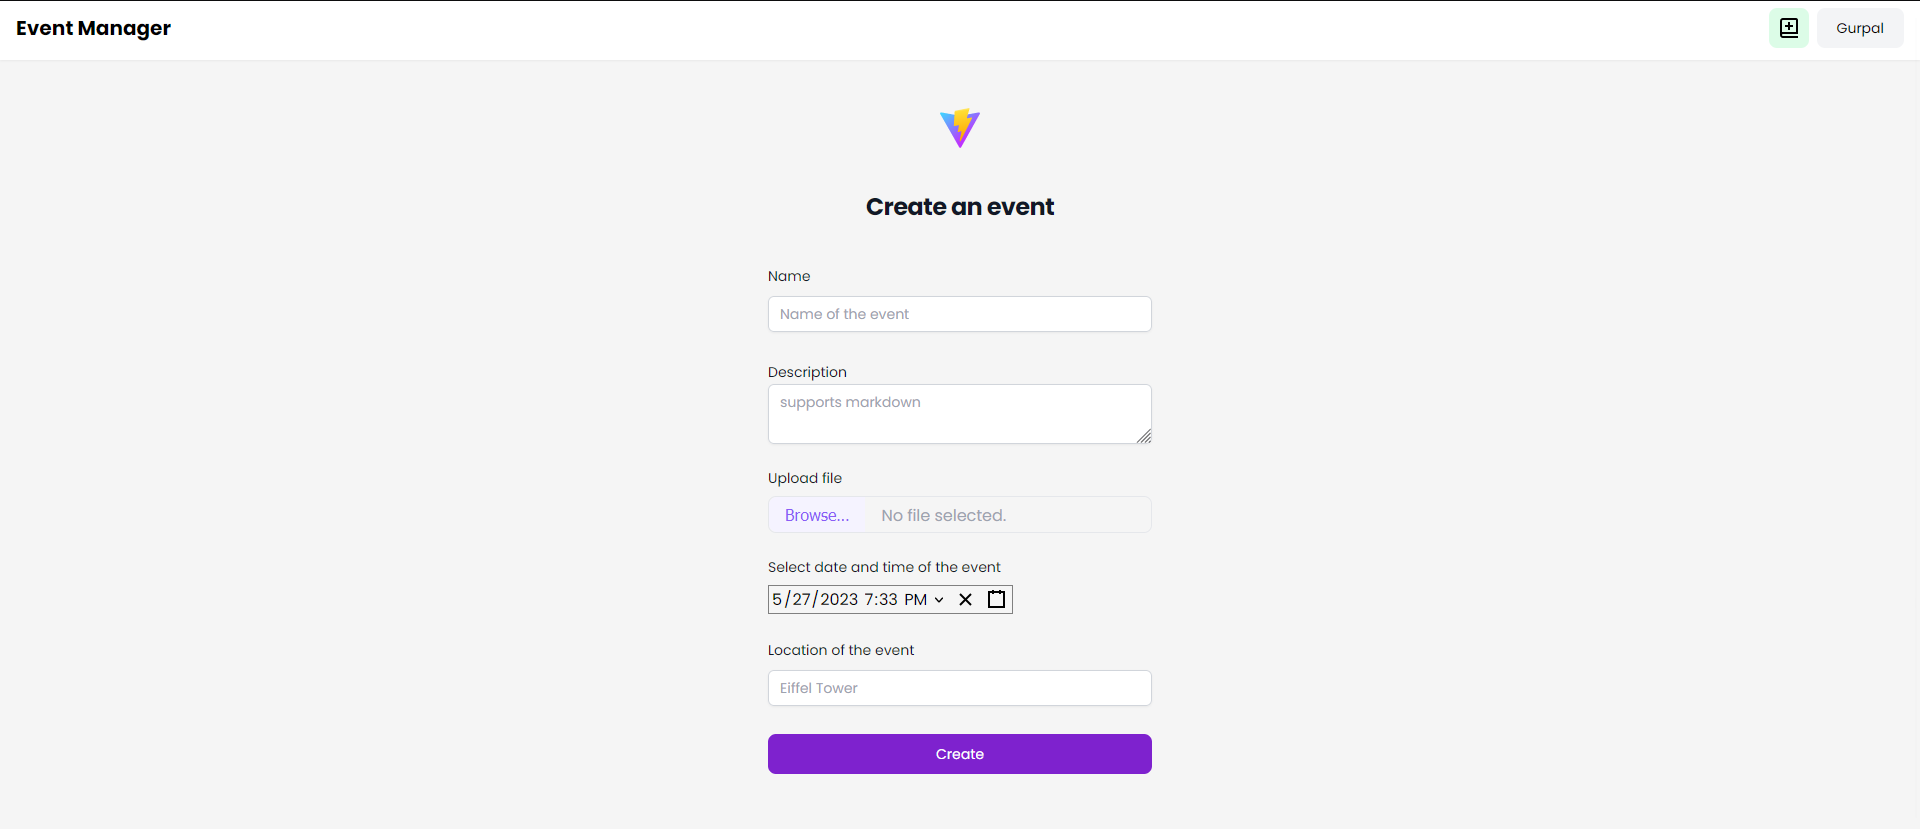 Event Manager
Gurpal
Create an event
Name
Name of the event
Description
supports markdown
Upload file
Browse... No file selected.
Select date and time of the event
5/27/2023 7:33 PM
Location of the event
Eiffel Tower
Create